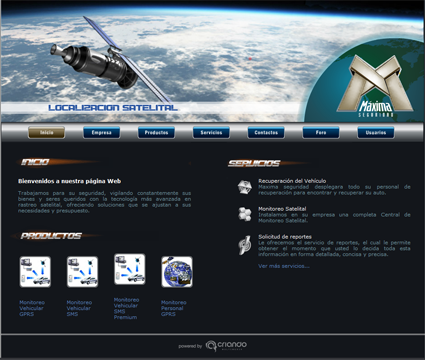 LOCALIZACION SATELITAL
Máxima
SEGURIDAD
Inicio
Empresa
Productos
Servicios
Contactos
Foro
Usuarios
INICIO
Bienvenidos a nuestra página Web
Trabajamos para su seguridad, vigilando constantemente sus
bienes y seres queridos con la tecnología más avanzada en
rastreo satelital, ofreciendo soluciones que se ajustan a sus
necesidades y presupuesto.
PRODUCTOS
Monitoreo
Vehicular
GPRS
Monitoreo
Vehicular
SMS
Monitoreo
Vehicular
SMS
Premium
Monitoreo
Personal
GPRS
SERVICIOS
Recuperación del Vehículo
Maxima seguridad desplegara todo su personal de
recuperación para encontrar y recuperar su auto.
Monitoreo Satelital
Instalamos en su empresa una completa Central de
Monitoreo Satelital.
Solicitud de reportes
Le ofrecemos el servicio de reportes, el cual le permite
obtener el momento que usted lo decida toda esta
información en forma detallada, concisa y precisa.
Ver más servicios...
powered by criando